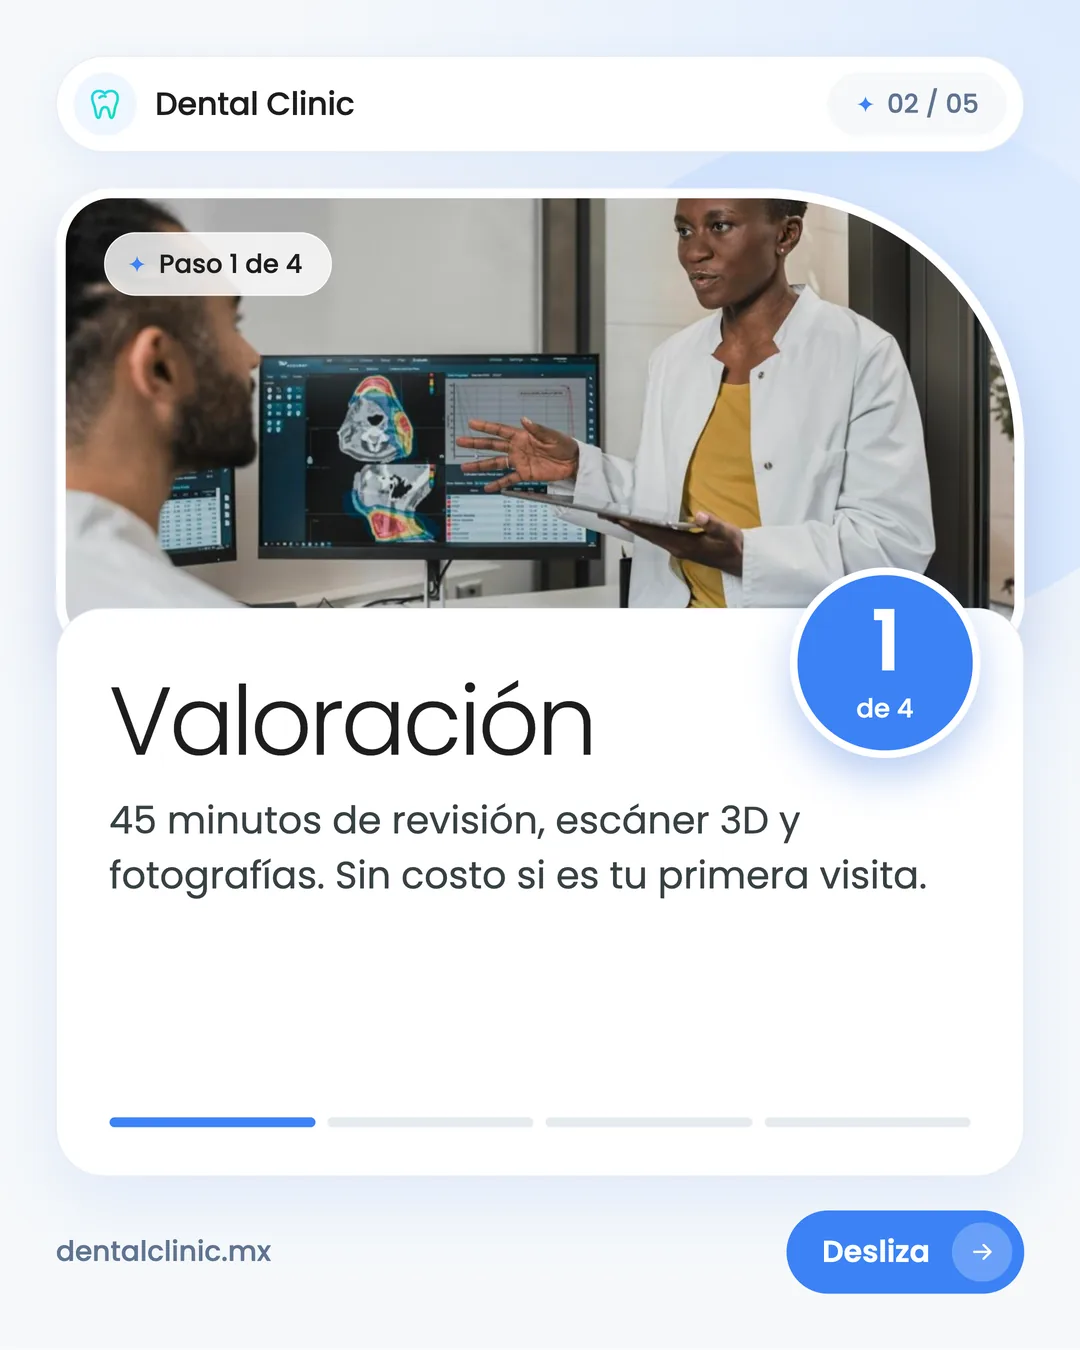 Dental Clinic
02 / 05
Paso 1 de 4
1
de 4
Valoración
45 minutos de revisión, escáner 3D y
fotografías. Sin costo si es tu primera visita.
dentalclinic.mx
Desliza